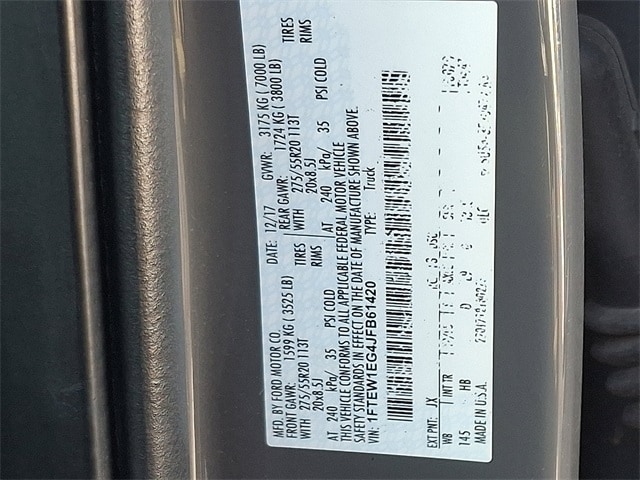 MFD. BY FORD MOTOR CO.
DATE: 12/17 GVWR: 3175 KG ( 7000 LB)
FRONT GAWR: 1599 KG ( 3525 LB)
REAR GAWR: 1724 KG ( 3800 LB)
WITH 275/55R20 113T TIRES
WITH 275/55R20 113T TIRES
20x8.5J RIMS
20x8.5J RIMS
AT 240 kPa/ 35 PSI COLD
AT 240 kPa/ 35 PSI COLD
THIS VEHICLE CONFORMS TO ALL APPLICABLE FEDERAL MOTOR VEHICLE
SAFETY STANDARDS IN EFFECT ON THE DATE OF MANUFACTURE SHOWN ABOVE.
VIN: 1FTEW1EG4JFB61420
TYPE: Truck
EXT PNT: JX
WB INT TR
145 HB
MADE IN U.S.A.